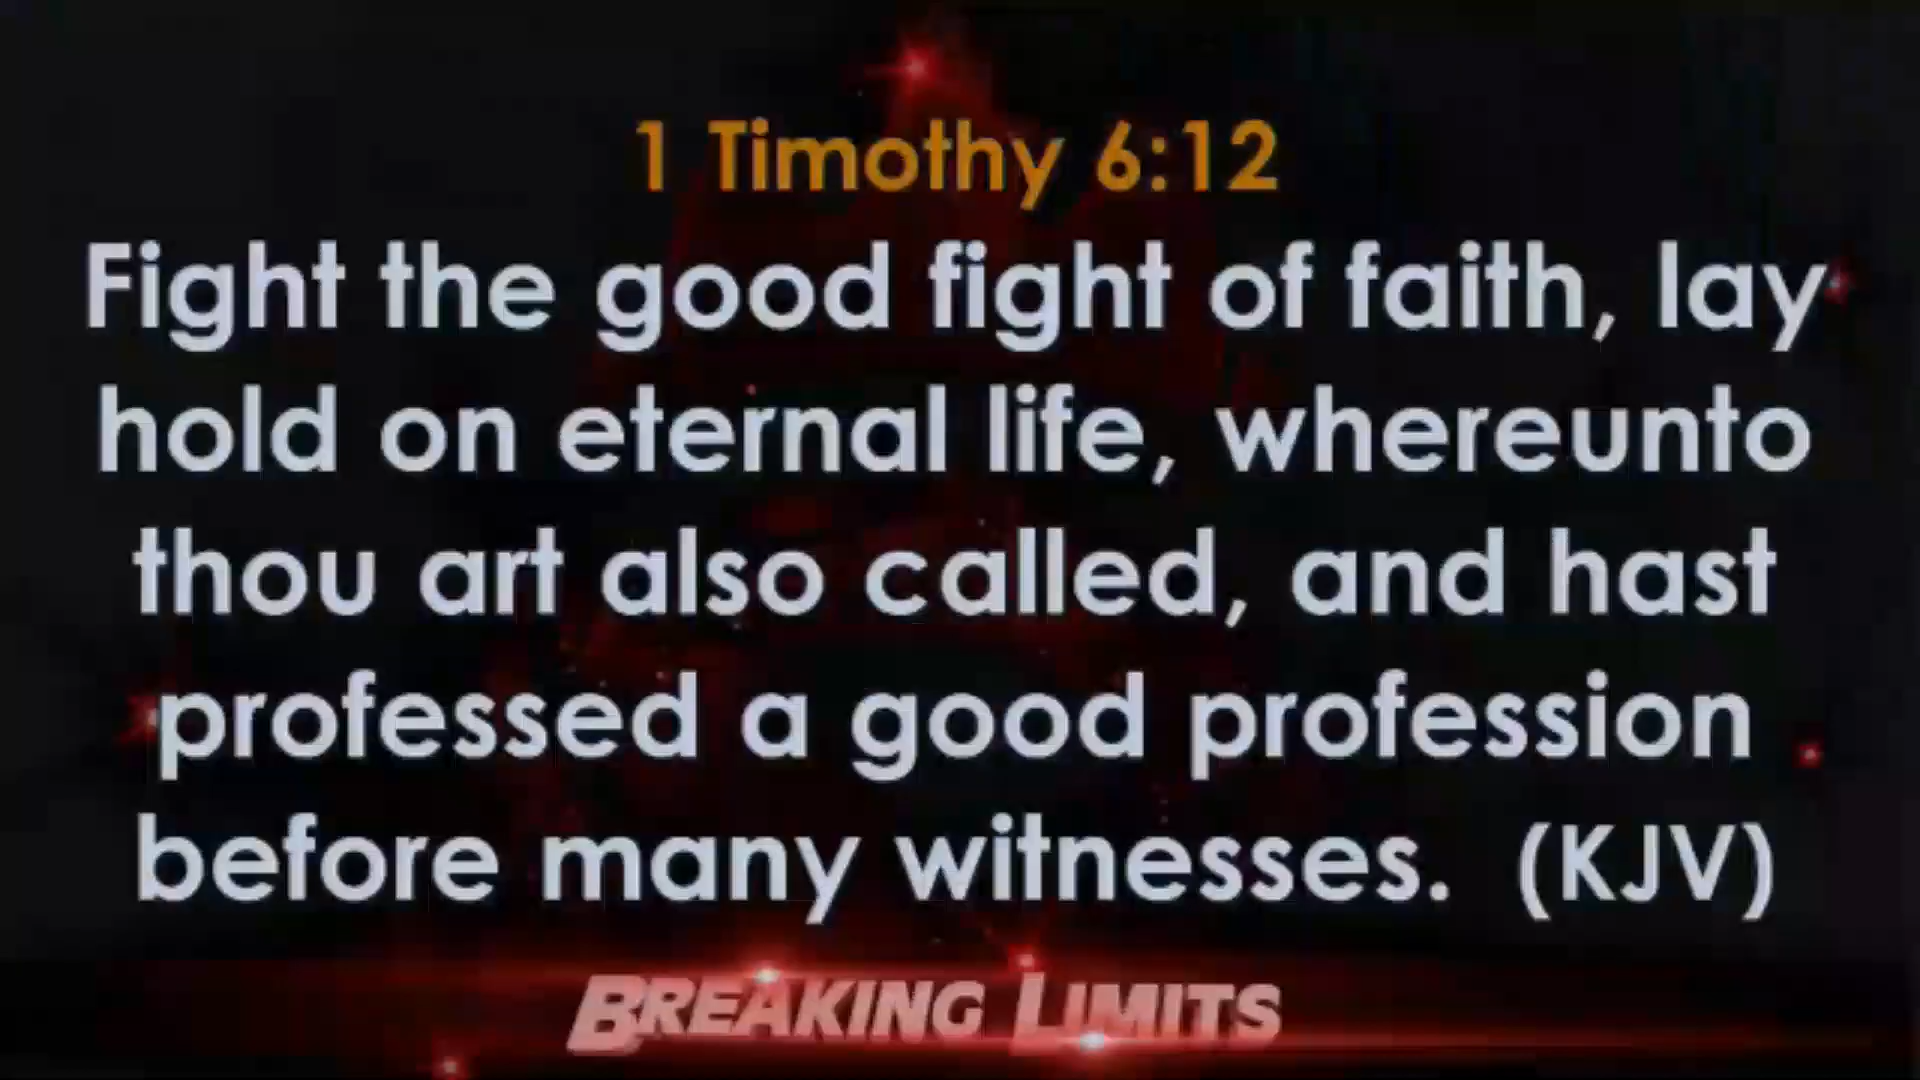 1 Timothy 6:12
Fight the good fight of faith, lay
hold on eternal life, whereunto
thou art also called, and hast
professed a good profession
before many witnesses. (KJV)
BREAKING LIMITS